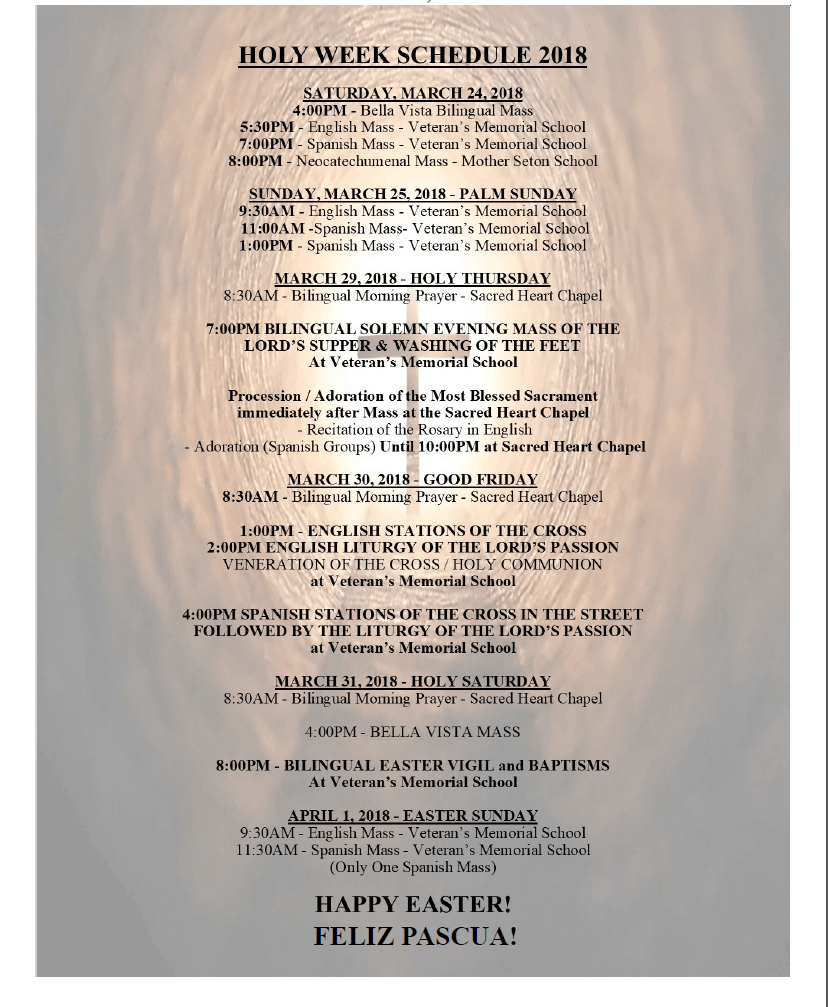 HOLY WEEK SCHEDULE 2018
SATURDAY, MARCH 24, 2018
4:00PM - Bella Vista Bilingual Mass
5:30PM - English Mass - Veteran's Memorial School
7:00PM - Spanish Mass - Veteran's Memorial School
8:00PM - Neocatechumenal Mass - Mother Seton School
SUNDAY, MARCH 25, 2018 - PALM SUNDAY
9:30AM - English Mass - Veteran's Memorial School
11:00AM -Spanish Mass- Veteran's Memorial School
1:00PM - Spanish Mass - Veteran's Memorial School
MARCH 29, 2018 - HOLY THURSDAY
8:30AM - Bilingual Morning Prayer - Sacred Heart Chapel
7:00PM BILINGUAL SOLEMN EVENING MASS OF THE
LORD'S SUPPER & WASHING OF THE FEET
At Veteran's Memorial School
Procession / Adoration of the Most Blessed Sacrament
immediately after Mass at the Sacred Heart Chapel
- Recitation of the Rosary in English
- Adoration (Spanish Groups) Until 10:00PM at Sacred Heart Chapel
MARCH 30, 2018 - GOOD FRIDAY
8:30AM - Bilingual Morning Prayer - Sacred Heart Chapel
1:00PM - ENGLISH STATIONS OF THE CROSS
2:00PM ENGLISH LITURGY OF THE LORD'S PASSION
VENERATION OF THE CROSS / HOLY COMMUNION
at Veteran's Memorial School
4:00PM SPANISH STATIONS OF THE CROSS IN THE STREET
FOLLOWED BY THE LITURGY OF THE LORD'S PASSION
at Veteran's Memorial School
MARCH 31, 2018 - HOLY SATURDAY
8:30AM - Bilingual Morning Prayer - Sacred Heart Chapel
4:00PM - BELLA VISTA MASS
8:00PM - BILINGUAL EASTER VIGIL and BAPTISMS
At Veteran's Memorial School
APRIL 1, 2018 - EASTER SUNDAY
9:30AM - English Mass - Veteran's Memorial School
11:30AM - Spanish Mass - Veteran's Memorial School
(Only One Spanish Mass)
HAPPY EASTER!
FELIZ PASCUA!